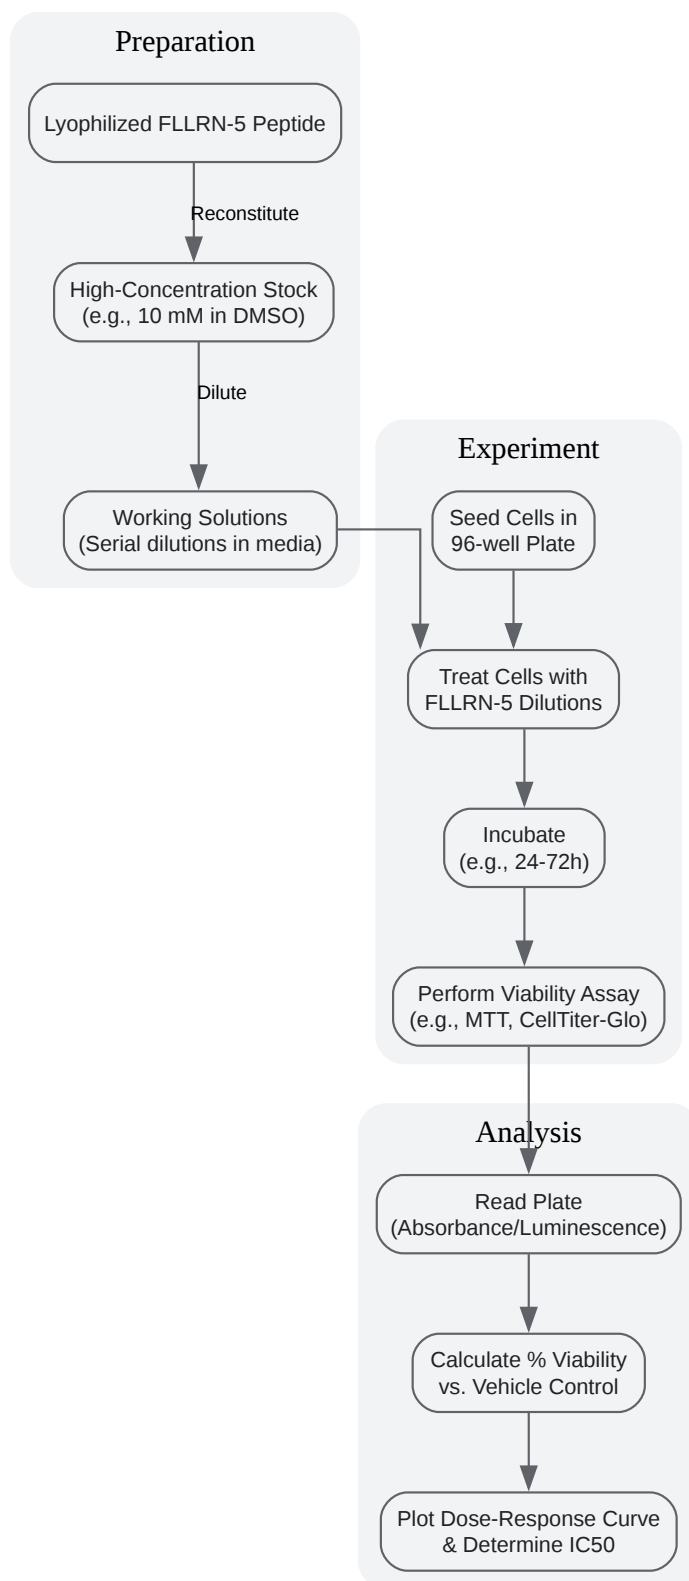 Preparation
Lyophilized FLLRN-5 Peptide
Reconstitute
High-Concentration Stock
(e.g., 10 mM in DMSO)
Dilute
Working Solutions
(Serial dilutions in media)
Experiment
Seed Cells in
96-well Plate
Treat Cells with
FLLRN-5 Dilutions
Incubate
(e.g., 24-72h)
Perform Viability Assay
(e.g., MTT, CellTiter-Glo)
Analysis
Read Plate
(Absorbance/Luminescence)
Calculate % Viability
vs. Vehicle Control
Plot Dose-Response Curve
& Determine IC50